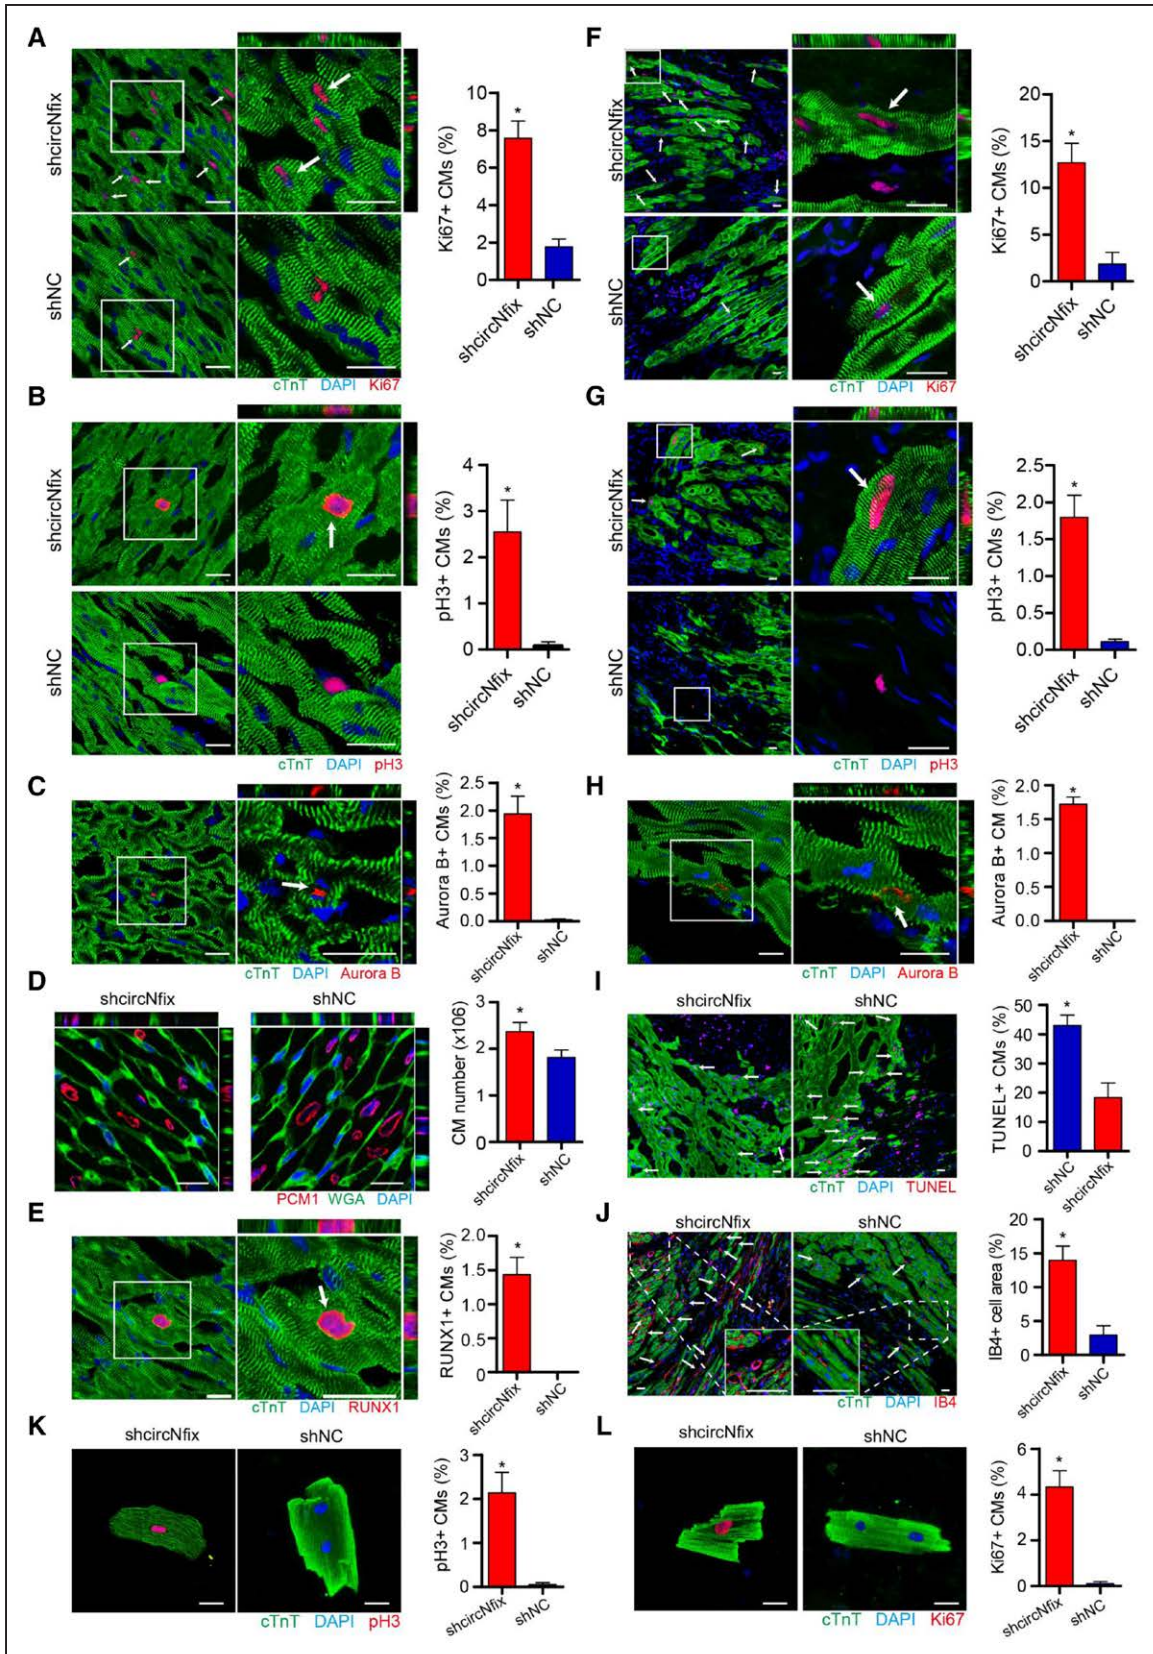 A
shcircNfix
shNC
cTnT DAPI Ki67
Ki67+ CMs (%)
10
8
6
4
2
0
shcircNfix
shNC
F
shcircNfix
shNC
cTnT DAPI Ki67
Ki67+ CMs (%)
20
15
10
5
0
shcircNfix
shNC
B
shcircNfix
shNC
cTnT DAPI pH3
pH3+ CMs (%)
4
3
2
1
0
shcircNfix
shNC
G
shcircNfix
shNC
cTnT DAPI pH3
pH3+ CMs (%)
2.5
2.0
1.5
1.0
0.5
0.0
shcircNfix
shNC
C
cTnT DAPI Aurora B
Aurora B+ CMs (%)
2.5
2.0
1.5
1.0
0.5
0.0
shcircNfix
shNC
H
cTnT DAPI Aurora B
Aurora B+ CM (%)
2.0
1.5
1.0
0.5
0.0
shcircNfix
shNC
D
shcircNfix shNC
PCM1 WGA DAPI
CM number (x106)
3
2
1
0
shcircNfix
shNC
I
shcircNfix shNC
cTnT DAPI TUNEL
TUNEL+ CMs (%)
50
40
30
20
10
0
shNC
shcircNfix
E
cTnT DAPI RUNX1
RUNX1+ CMs (%)
2.0
1.5
1.0
0.5
0
shcircNfix
shNC
J
shcircNfix shNC
cTnT DAPI IB4
IB4+ cell area (%)
20
15
10
5
0
shcircNfix
shNC
K
shcircNfix shNC
cTnT DAPI pH3
pH3+ CMs (%)
3
2
1
0
shcircNfix
shNC
L
shcircNfix shNC
cTnT DAPI Ki67
Ki67+ CMs (%)
6
4
2
0
shcircNfix
shNC